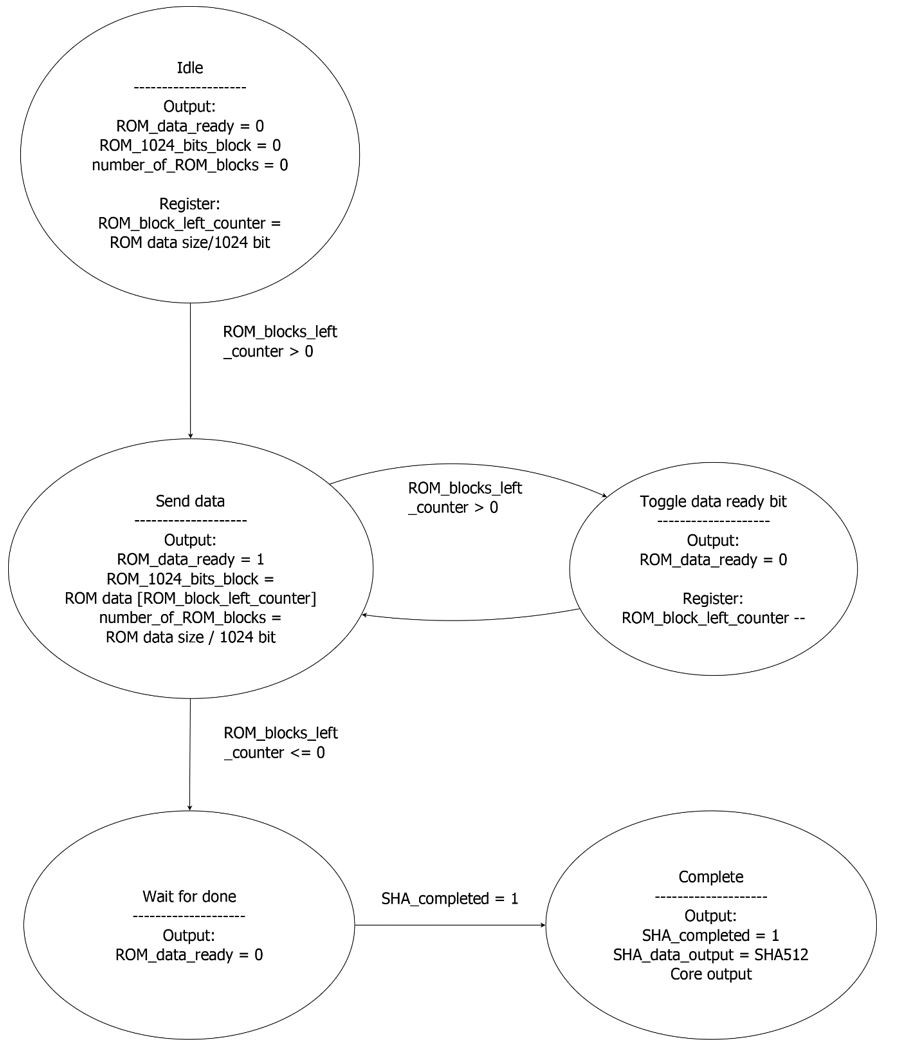 Idle
--------------------
Output:
ROM_data_ready = 0
ROM_1024_bits_block = 0
number_of_ROM_blocks = 0
Register:
ROM_block_left_counter =
ROM data size/1024 bit
ROM_blocks_left
_counter > 0
Send data
--------------------
Output:
ROM_data_ready = 1
ROM_1024_bits_block =
ROM data [ROM_block_left_counter]
number_of_ROM_blocks =
ROM data size / 1024 bit
ROM_blocks_left
_counter > 0
Toggle data ready bit
--------------------
Output:
ROM_data_ready = 0
Register:
ROM_block_left_counter --
ROM_blocks_left
_counter <= 0
Wait for done
--------------------
Output:
ROM_data_ready = 0
SHA_completed = 1
Complete
--------------------
Output:
SHA_completed = 1
SHA_data_output = SHA512
Core output